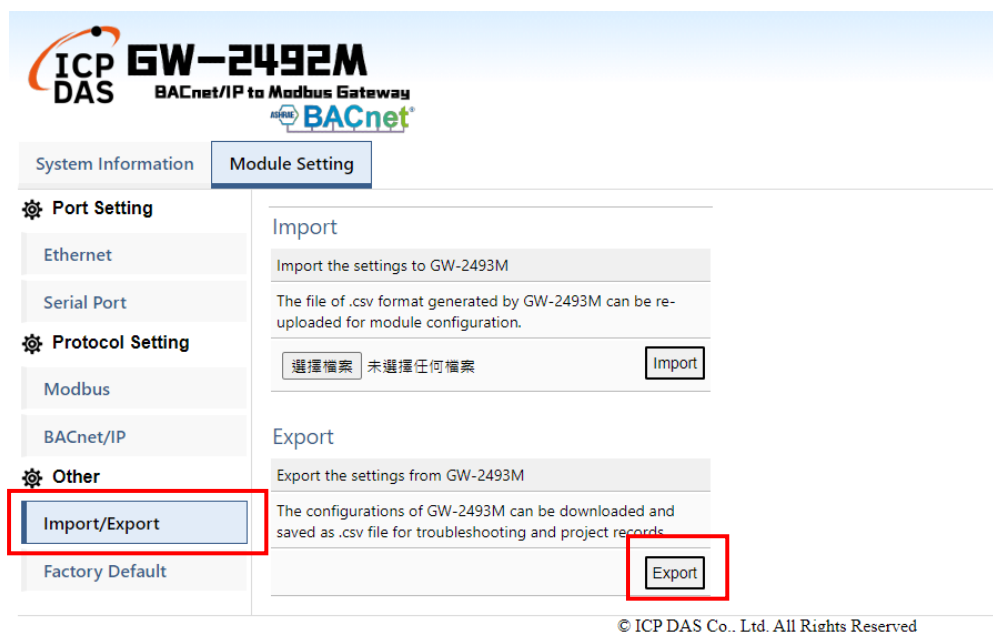 ICP DAS
GW-2492M
BACnet/IP to Modbus Gateway
ASHRAE BACnet®
System Information
Module Setting
Port Setting
Ethernet
Serial Port
Protocol Setting
Modbus
BACnet/IP
Other
Import/Export
Factory Default
Import
Import the settings to GW-2493M
The file of .csv format generated by GW-2493M can be re-
uploaded for module configuration.
選擇檔案 未選擇任何檔案
Import
Export
Export the settings from GW-2493M
The configurations of GW-2493M can be downloaded and
saved as .csv file for troubleshooting and project records.
Export
© ICP DAS Co., Ltd. All Rights Reserved